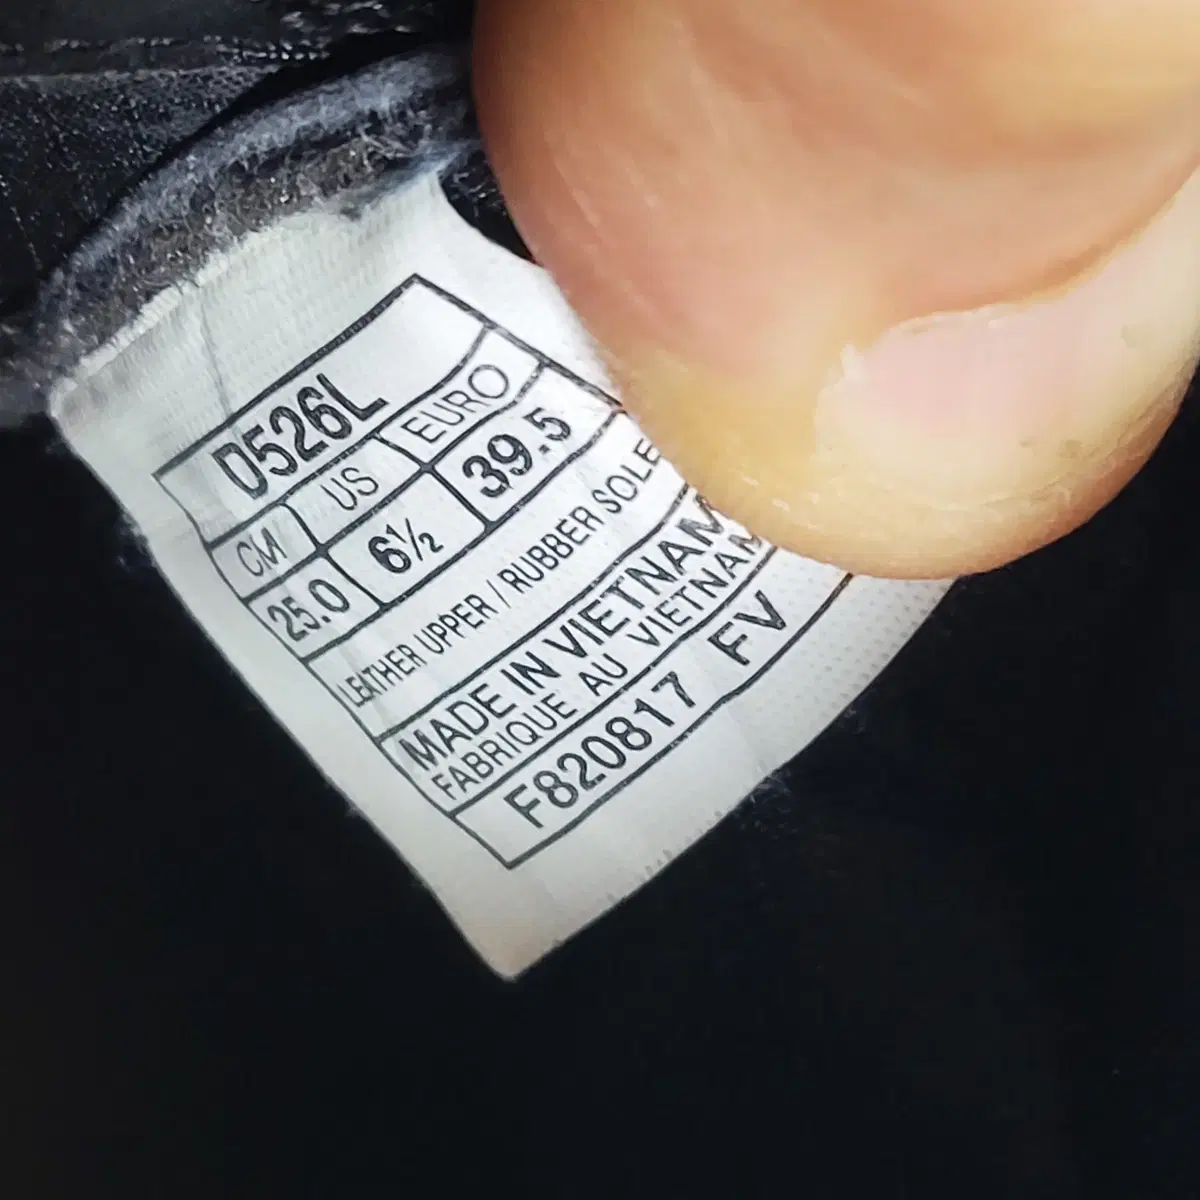 D526L
CM US EURO
25.0 6½ 39.5
LEATHER UPPER / RUBBER SOLE
MADE IN VIETNAM
FABRIQUE AU VIETNAM
F820817 FV